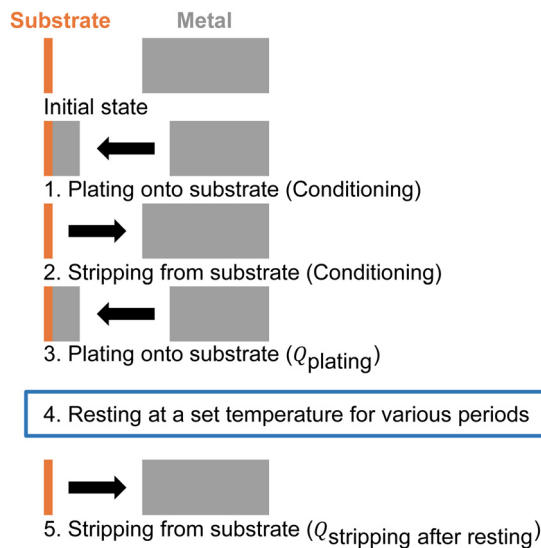 Substrate Metal
Initial state
1. Plating onto substrate (Conditioning)
2. Stripping from substrate (Conditioning)
3. Plating onto substrate (Qplating)
4. Resting at a set temperature for various periods
5. Stripping from substrate (Qstripping after resting)